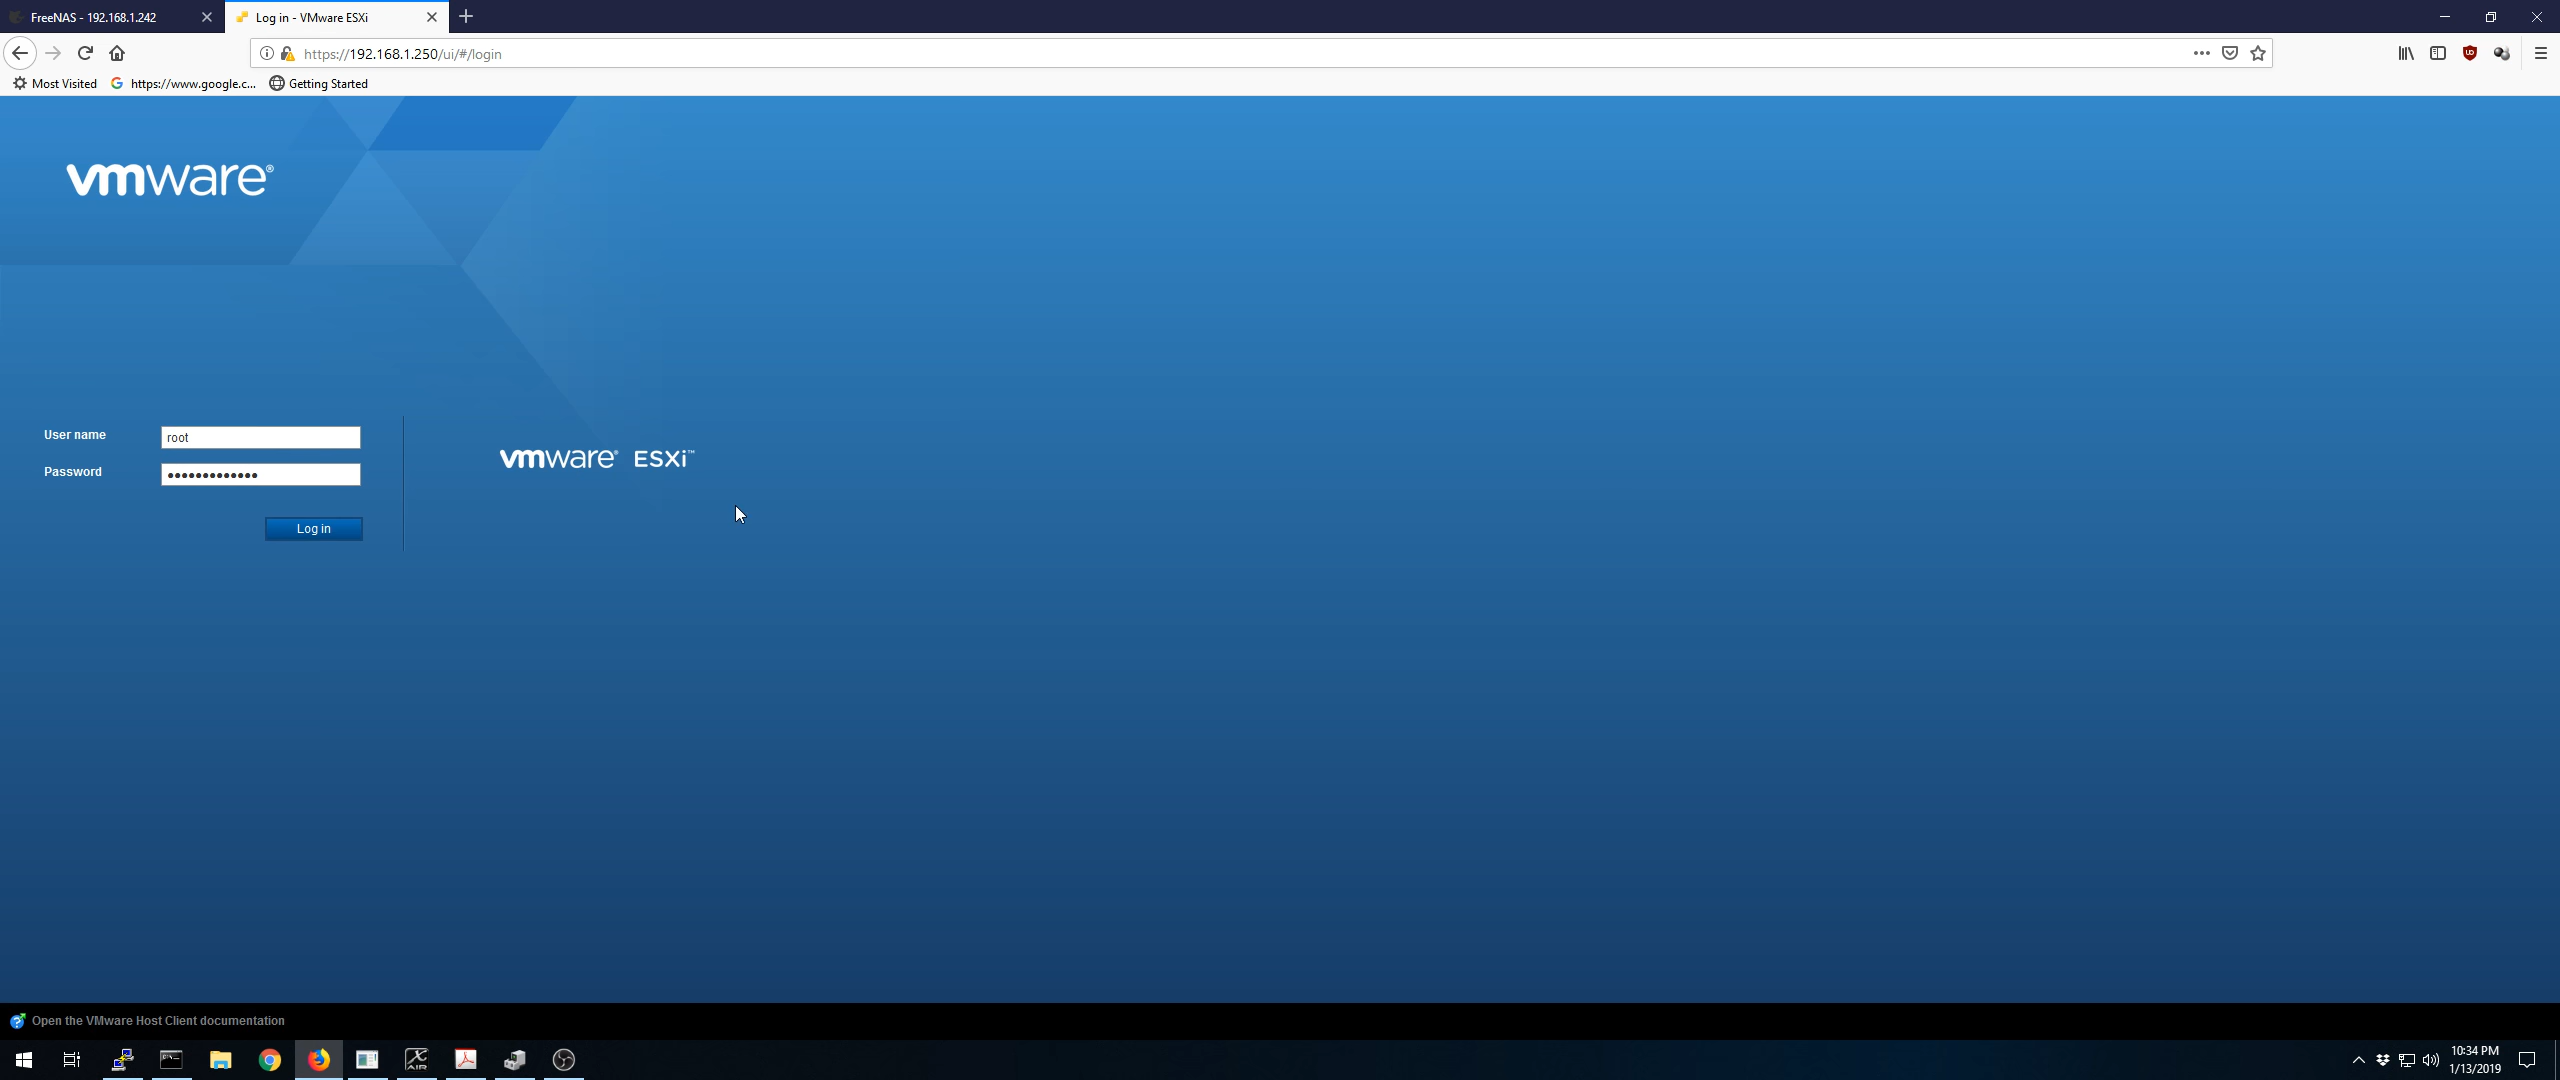 FreeNAS - 192.168.1.242
Log in - VMware ESXi
https://192.168.1.250/ui/#/login
Most Visited
https://www.google.c...
Getting Started
vmware®
User name
root
Password
•••••••••••••
Log in
vmware® ESXi™
Open the VMware Host Client documentation
10:34 PM
1/13/2019